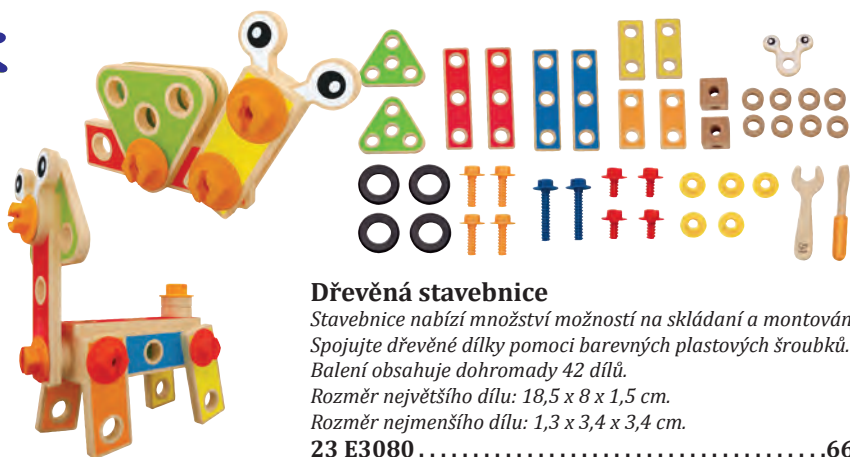 Dřevěná stavebnice
Stavebnice nabízí množství možností na skládaní a montován
Spojujte dřevěné dílky pomoci barevných plastových šroubků.
Balení obsahuje dohromady 42 dílů.
Rozměr největšího dílu: 18,5 x 8 x 1,5 cm.
Rozměr nejmenšího dílu: 1,3 x 3,4 x 3,4 cm.
23 E3080.....................................66